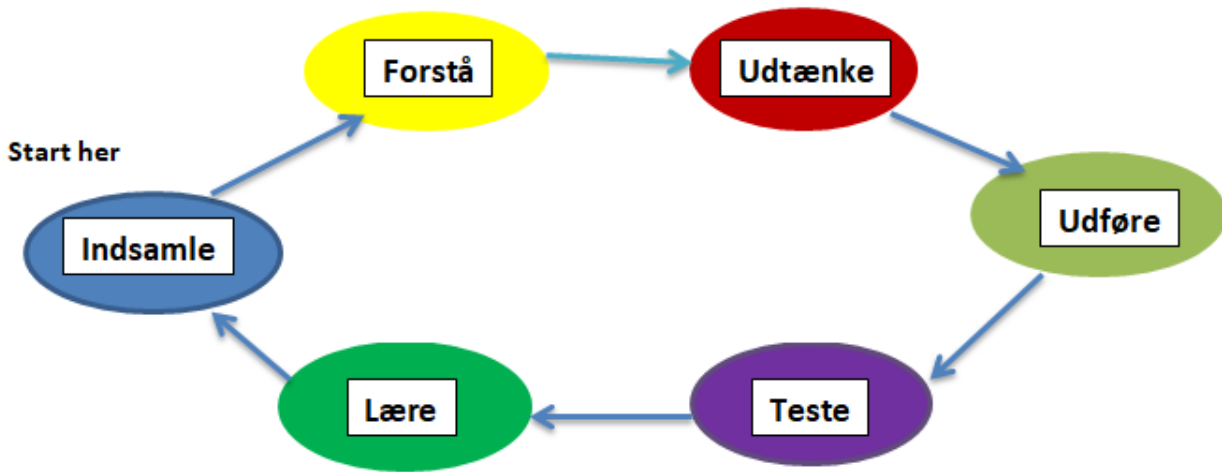 Start her
Indsamle
Forstå
Udtænke
Udføre
Teste
Lære